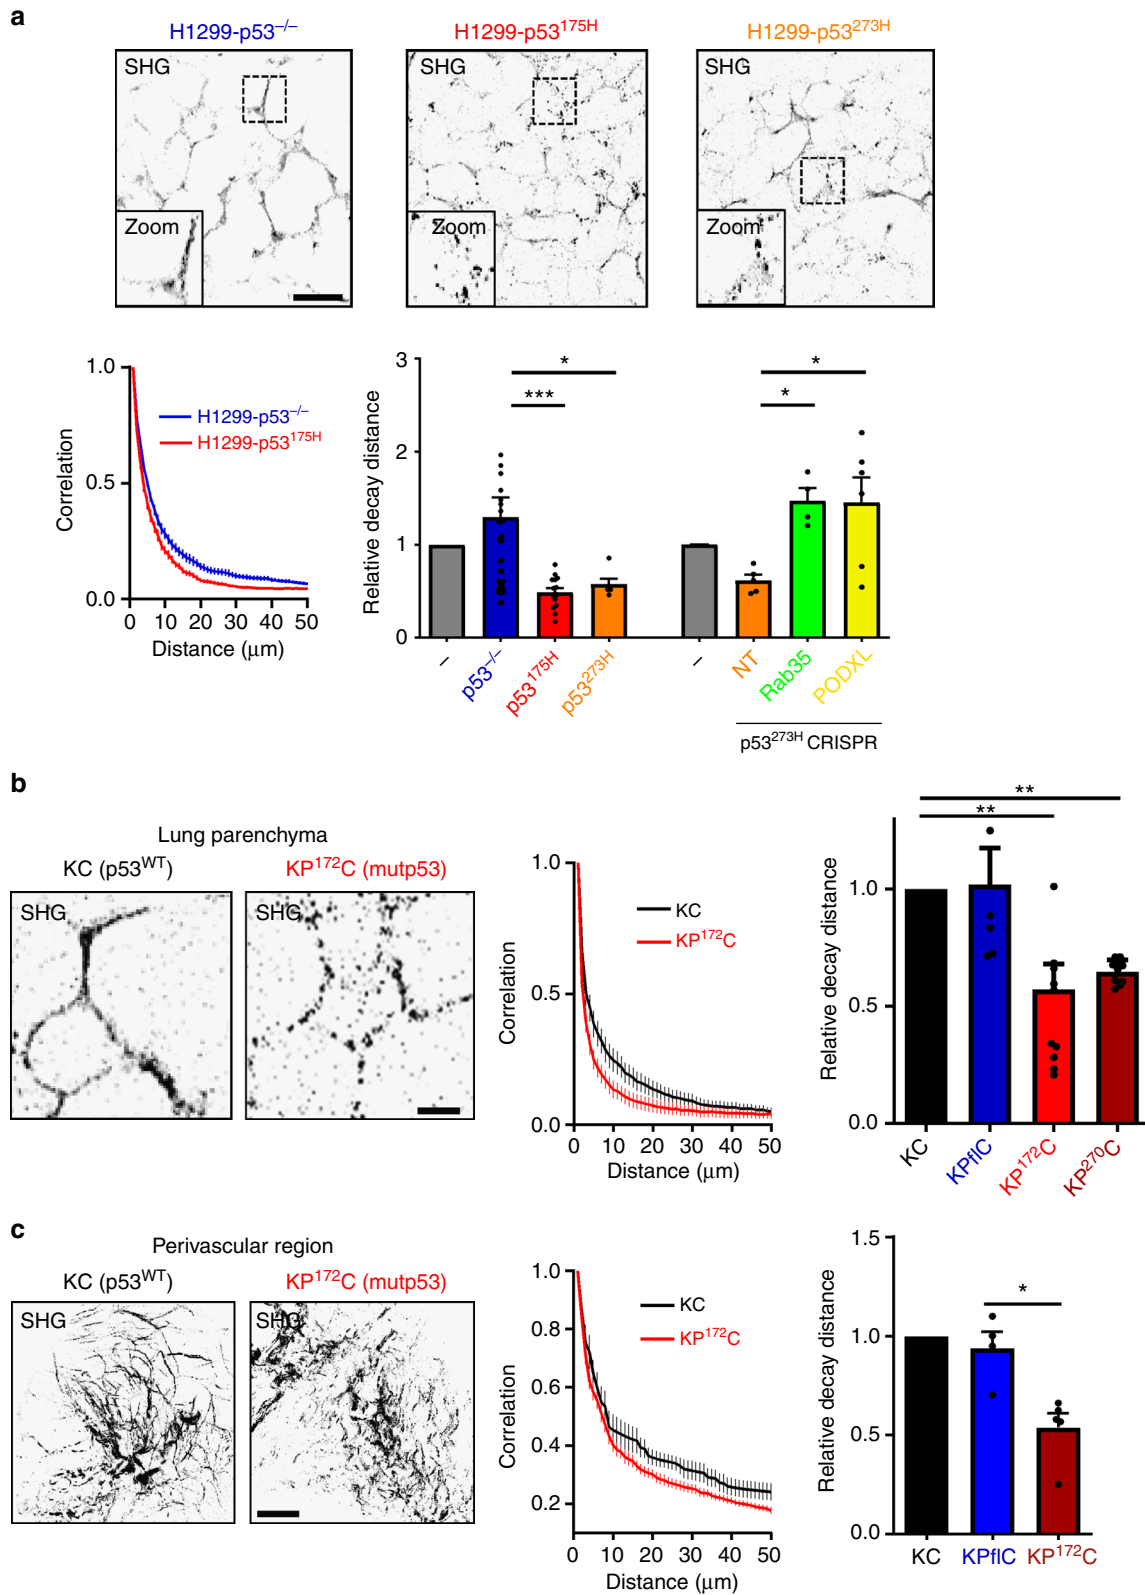 a
H1299-p53⁻/⁻ H1299-p53¹⁷⁵ᴴ H1299-p53²⁷³ᴴ
SHG SHG SHG
Zoom Zoom Zoom
Correlation
1.0
0.5
0.0
H1299-p53⁻/⁻
H1299-p53¹⁷⁵ᴴ
0 10 20 30 40 50
Distance (μm)
Relative decay distance
3
2
1
0
* *
*** *
– p53⁻/⁻ p53¹⁷⁵ᴴ p53²⁷³ᴴ – NT Rab35 PODXL
p53²⁷³ᴴ CRISPR
b
Lung parenchyma
KC (p53ᵂᵀ) KP¹⁷²C (mutp53)
SHG SHG
Correlation
1.0
0.5
0.0
KC
KP¹⁷²C
0 10 20 30 40 50
Distance (μm)
Relative decay distance
1.0
0.5
0.0
**
**
KC KPflC KP¹⁷²C KP²⁷⁰C
c
Perivascular region
KC (p53ᵂᵀ) KP¹⁷²C (mutp53)
SHG SHG
Correlation
1.0
0.8
0.6
0.4
0.2
KC
KP¹⁷²C
0 10 20 30 40 50
Distance (μm)
Relative decay distance
1.5
1.0
0.5
0.0
*
KC KPflC KP¹⁷²C